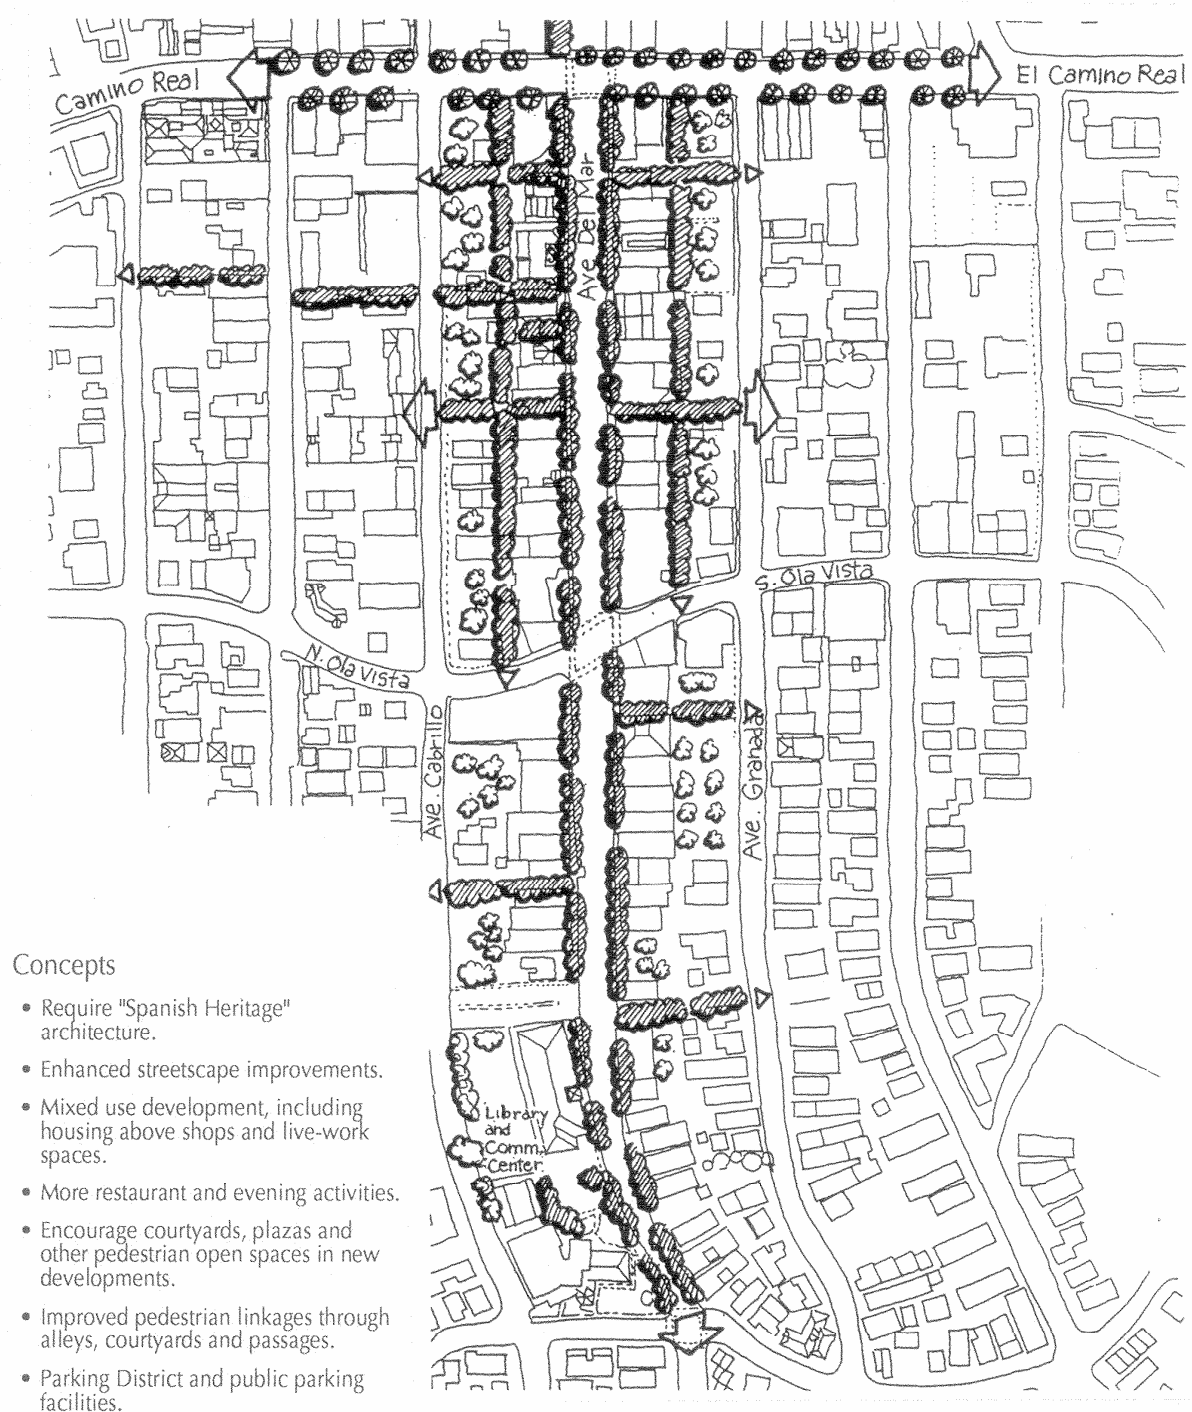 Camino Real
El Camino Real
Ave Del Mar
S. Ola Vista
N. Ola Vista
Ave. Cabrillo
Ave. Granada
Library
and
Comm.
Center
Concepts
• Require "Spanish Heritage"
architecture.
• Enhanced streetscape improvements.
• Mixed use development, including
housing above shops and live-work
spaces.
• More restaurant and evening activities.
• Encourage courtyards, plazas and
other pedestrian open spaces in new
developments.
• Improved pedestrian linkages through
alleys, courtyards and passages.
• Parking District and public parking
facilities.